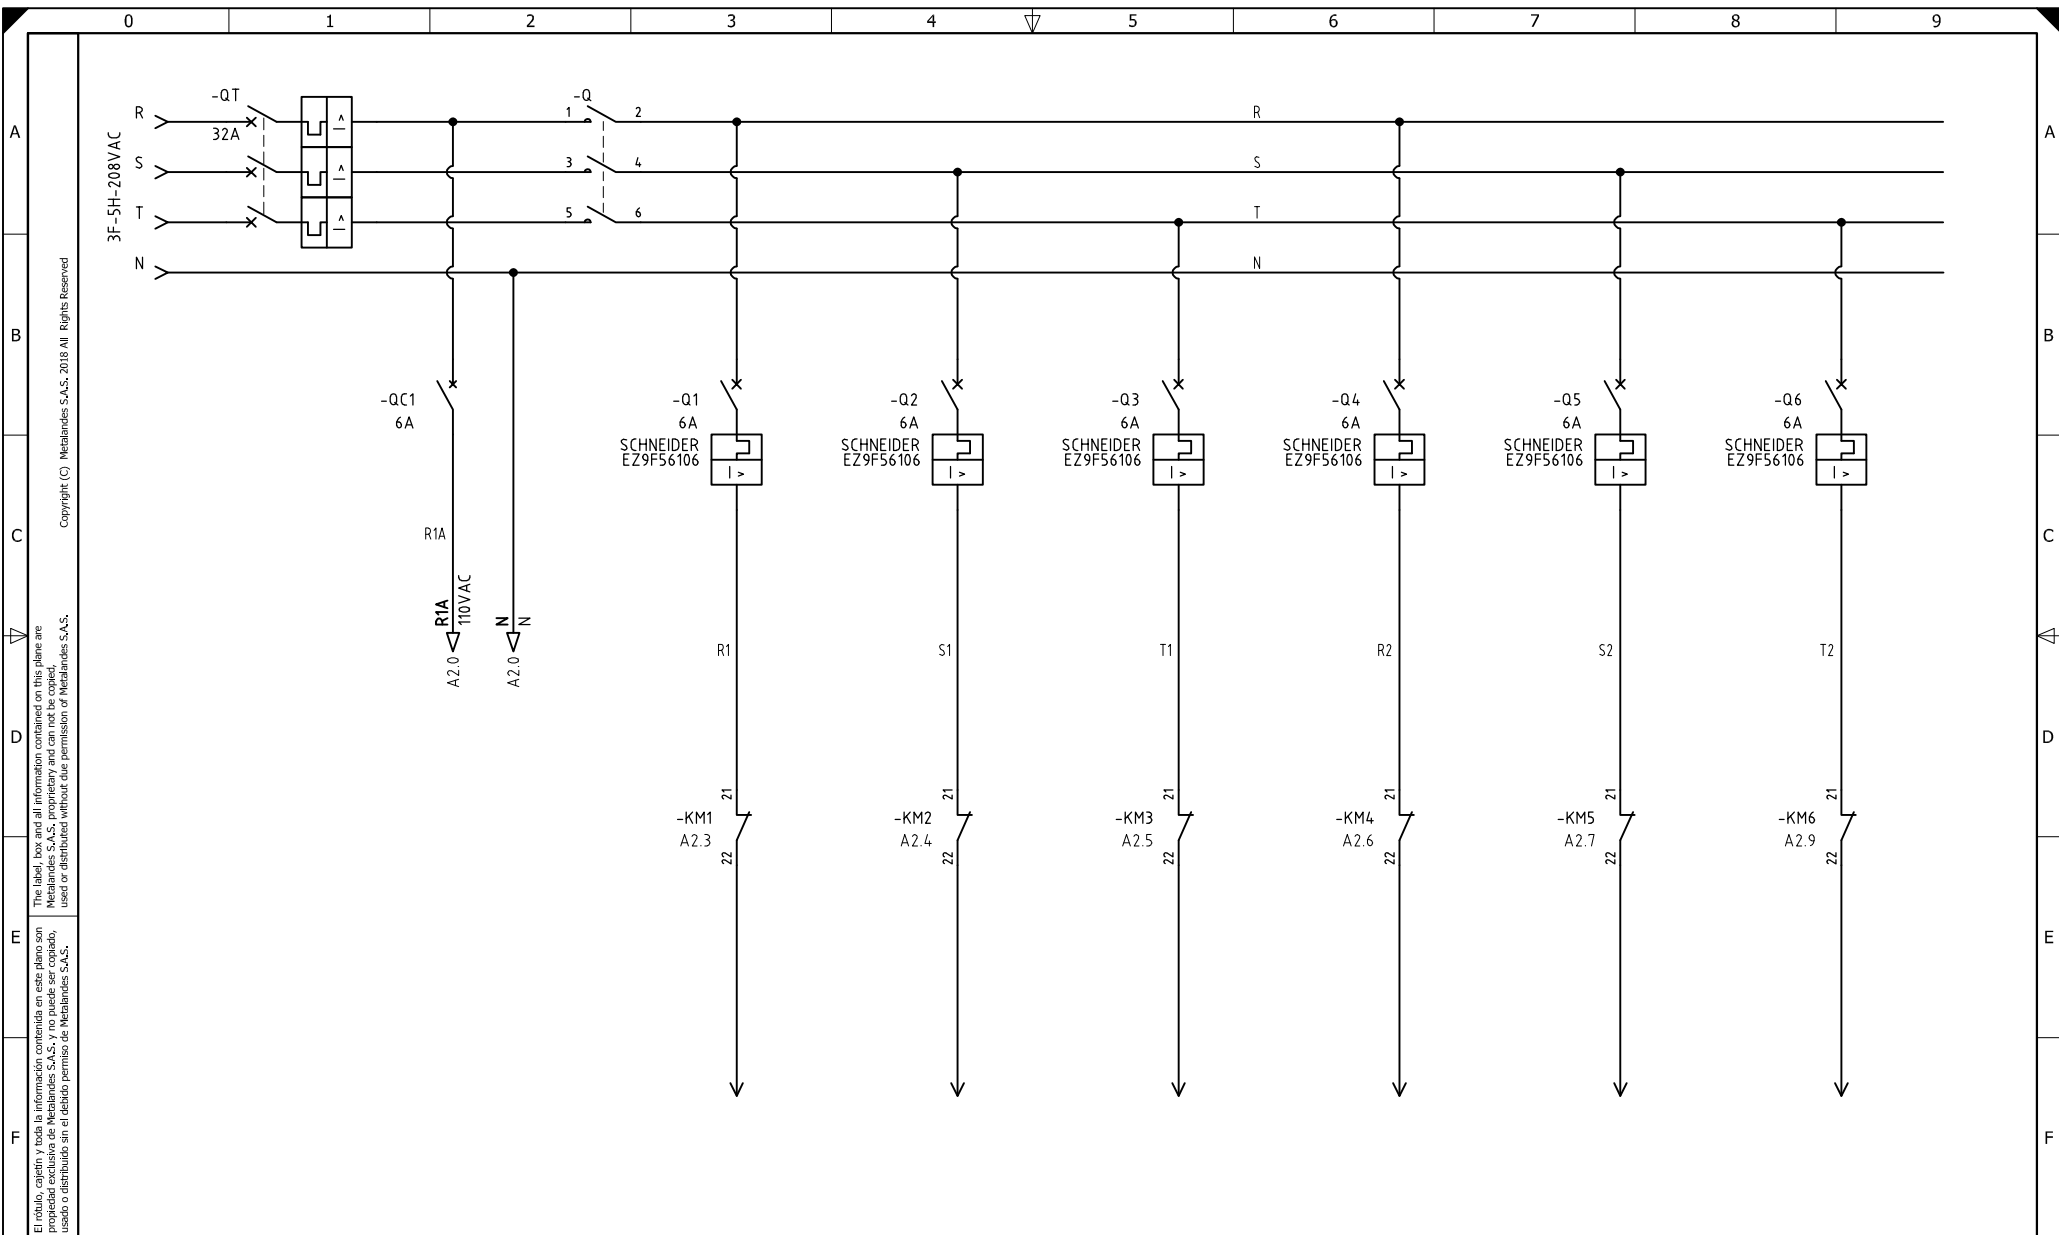 0 1 2 3 4 5 6 7 8 9
A A
B B
C C
D D
E E
F F
3F-5H-208VAC
R
S
T
N
-QT
32A
-Q
1 2
3 4
5 6
R
S
T
N
-QC1
6A
R1A
R1A
110VAC
A2.0
N
N
A2.0
-Q1
6A
SCHNEIDER
EZ9F56106
-Q2
6A
SCHNEIDER
EZ9F56106
-Q3
6A
SCHNEIDER
EZ9F56106
-Q4
6A
SCHNEIDER
EZ9F56106
-Q5
6A
SCHNEIDER
EZ9F56106
-Q6
6A
SCHNEIDER
EZ9F56106
R1
S1
T1
R2
S2
T2
21
-KM1
A2.3
22
21
-KM2
A2.4
22
21
-KM3
A2.5
22
21
-KM4
A2.6
22
21
-KM5
A2.7
22
21
-KM6
A2.9
22
The label, box and all information contained on this plane are
Metalandes S.A.S. proprietary and can not be copied,
used or distributed without due permission of Metalandes S.A.S.
Copyright (C) Metalandes S.A.S. 2018 All Rights Reserved
El rótulo, cajetín y toda la información contenida en este plano son
propiedad exclusiva de Metalandes S.A.S. y no puede ser copiado,
usado o distribuido sin el debido permiso de Metalandes S.A.S.